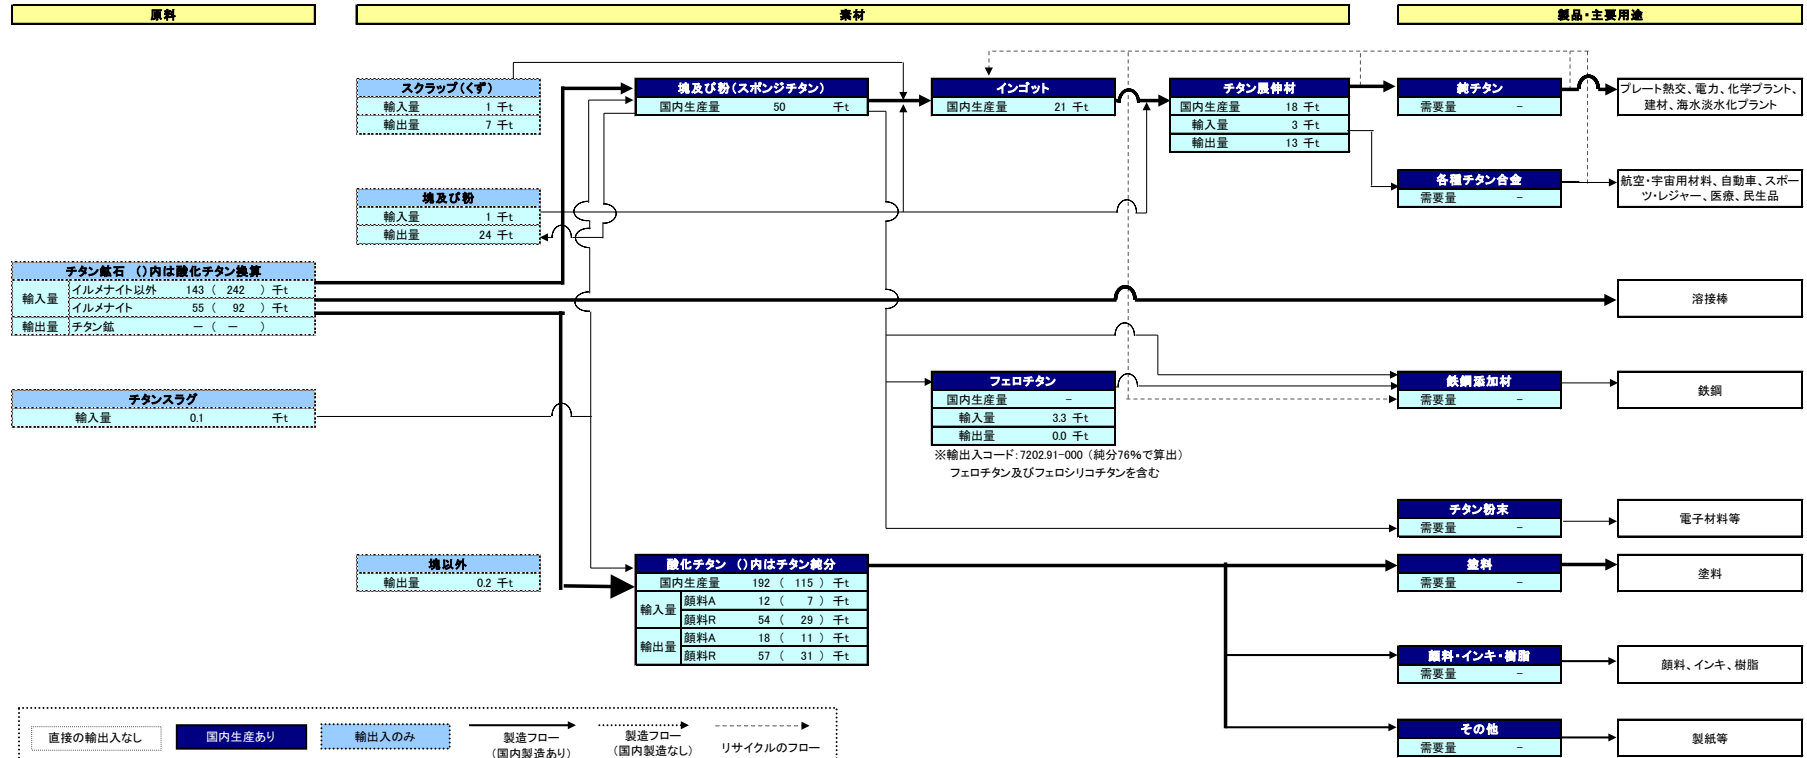 原料
素材
製品・主要用途
スクラップ(くず)
輸入量 1 千t
輸出量 7 千t
塊及び粉(スポンジチタン)
国内生産量 50 千t
インゴット
国内生産量 21 千t
チタン展伸材
国内生産量 18 千t
輸入量 3 千t
輸出量 13 千t
純チタン
需要量 -
プレート熱交、電力、化学プラント、
建材、海水淡水化プラント
各種チタン合金
需要量 -
航空・宇宙用材料、自動車、スポー
ツ・レジャー、医療、民生品
塊及び粉
輸入量 1 千t
輸出量 24 千t
チタン鉱石 ()内は酸化チタン換算
輸入量
イルメナイト以外 143 ( 242 ) 千t
イルメナイト 55 ( 92 ) 千t
輸出量 チタン鉱 - ( - )
溶接棒
チタンスラグ
輸入量 0.1 千t
フェロチタン
国内生産量 -
輸入量 3.3 千t
輸出量 0.0 千t
※輸出入コード:7202.91-000 (純分76%で算出)
フェロチタン及びフェロシリコチタンを含む
鉄鋼添加材
需要量 -
鉄鋼
チタン粉末
需要量 -
電子材料等
塊以外
輸出量 0.2 千t
酸化チタン ()内はチタン純分
国内生産量 192 ( 115 ) 千t
輸入量
顔料A 12 ( 7 ) 千t
顔料R 54 ( 29 ) 千t
輸出量
顔料A 18 ( 11 ) 千t
顔料R 57 ( 31 ) 千t
塗料
需要量 -
塗料
顔料・インキ・樹脂
需要量 -
顔料、インキ、樹脂
その他
需要量 -
製紙等
直接の輸出入なし
国内生産あり
輸出入のみ
製造フロー
(国内製造あり)
製造フロー
(国内製造なし)
リサイクルのフロー